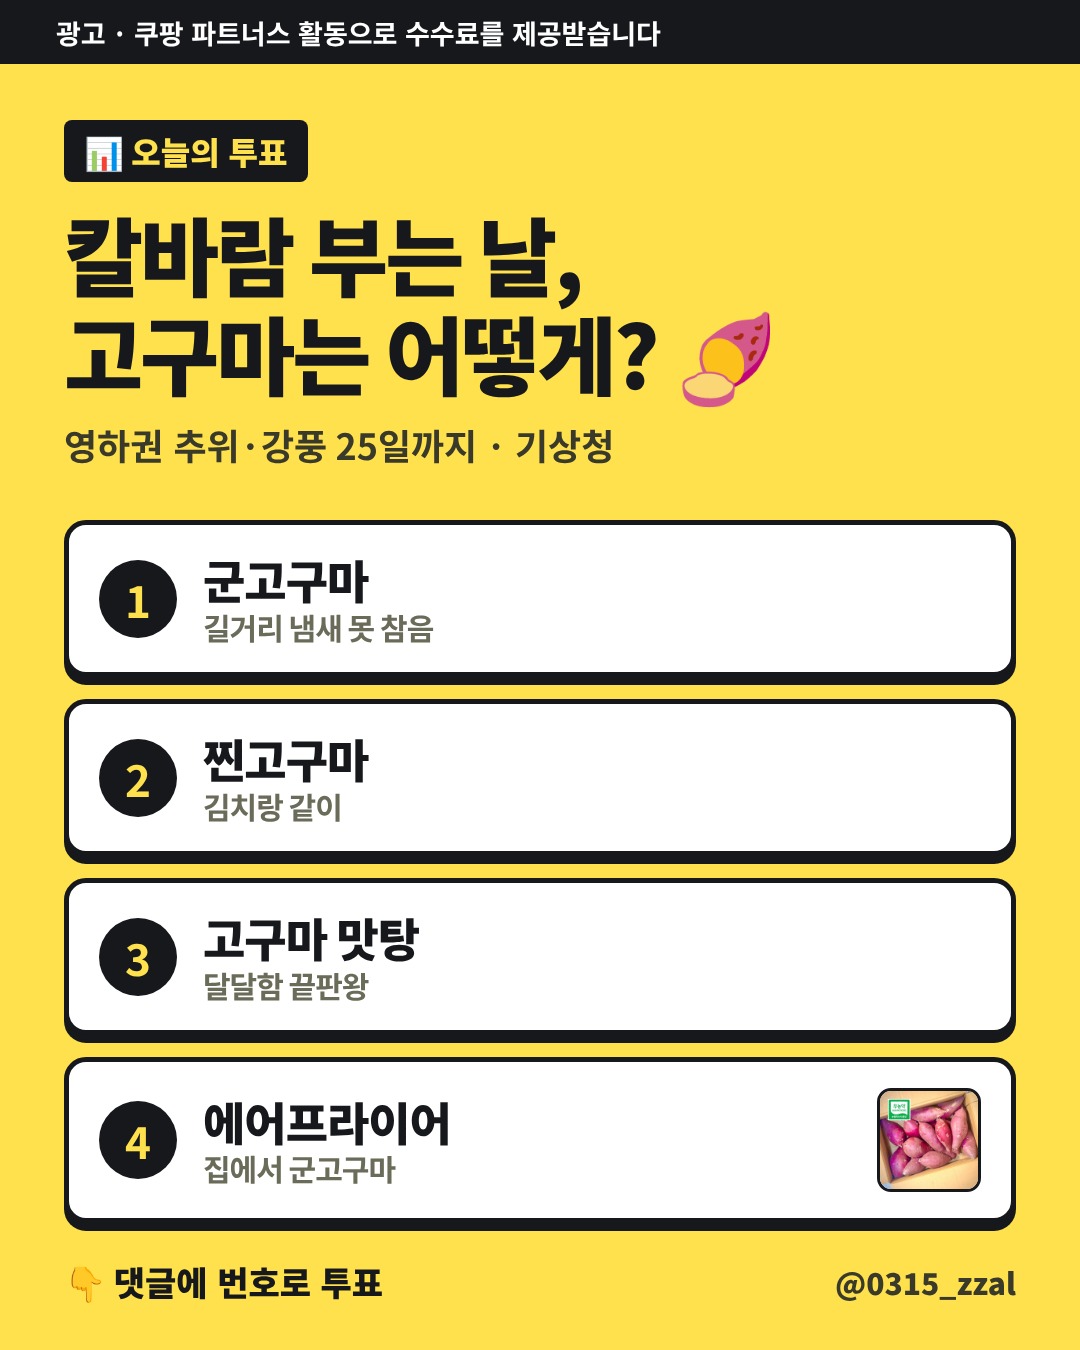 광고 · 쿠팡 파트너스 활동으로 수수료를 제공받습니다
📊 오늘의 투표
칼바람 부는 날,
고구마는 어떻게? 🍠
영하권 추위·강풍 25일까지 · 기상청
1 군고구마
길거리 냄새 못 참음
2 찐고구마
김치랑 같이
3 고구마 맛탕
달달함 끝판왕
4 에어프라이어
집에서 군고구마
👇 댓글에 번호로 투표
@0315_zzal